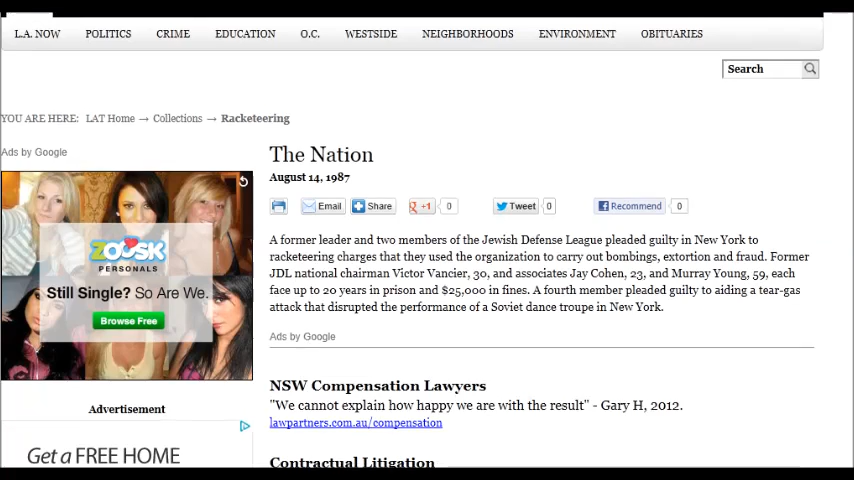 L.A. NOW POLITICS CRIME EDUCATION O.C. WESTSIDE NEIGHBORHOODS ENVIRONMENT OBITUARIES
Search
YOU ARE HERE: LAT Home → Collections → Racketeering
Ads by Google
ZOOSK
PERSONALS
Still Single? So Are We.
Browse Free
Advertisement
Get a FREE HOME
The Nation
August 14, 1987
Email Share +1 0 Tweet 0 Recommend 0
A former leader and two members of the Jewish Defense League pleaded guilty in New York to
racketeering charges that they used the organization to carry out bombings, extortion and fraud. Former
JDL national chairman Victor Vancier, 30, and associates Jay Cohen, 23, and Murray Young, 59, each
face up to 20 years in prison and $25,000 in fines. A fourth member pleaded guilty to aiding a tear-gas
attack that disrupted the performance of a Soviet dance troupe in New York.
Ads by Google
NSW Compensation Lawyers
"We cannot explain how happy we are with the result" - Gary H, 2012.
lawpartners.com.au/compensation
Contractual Litigation